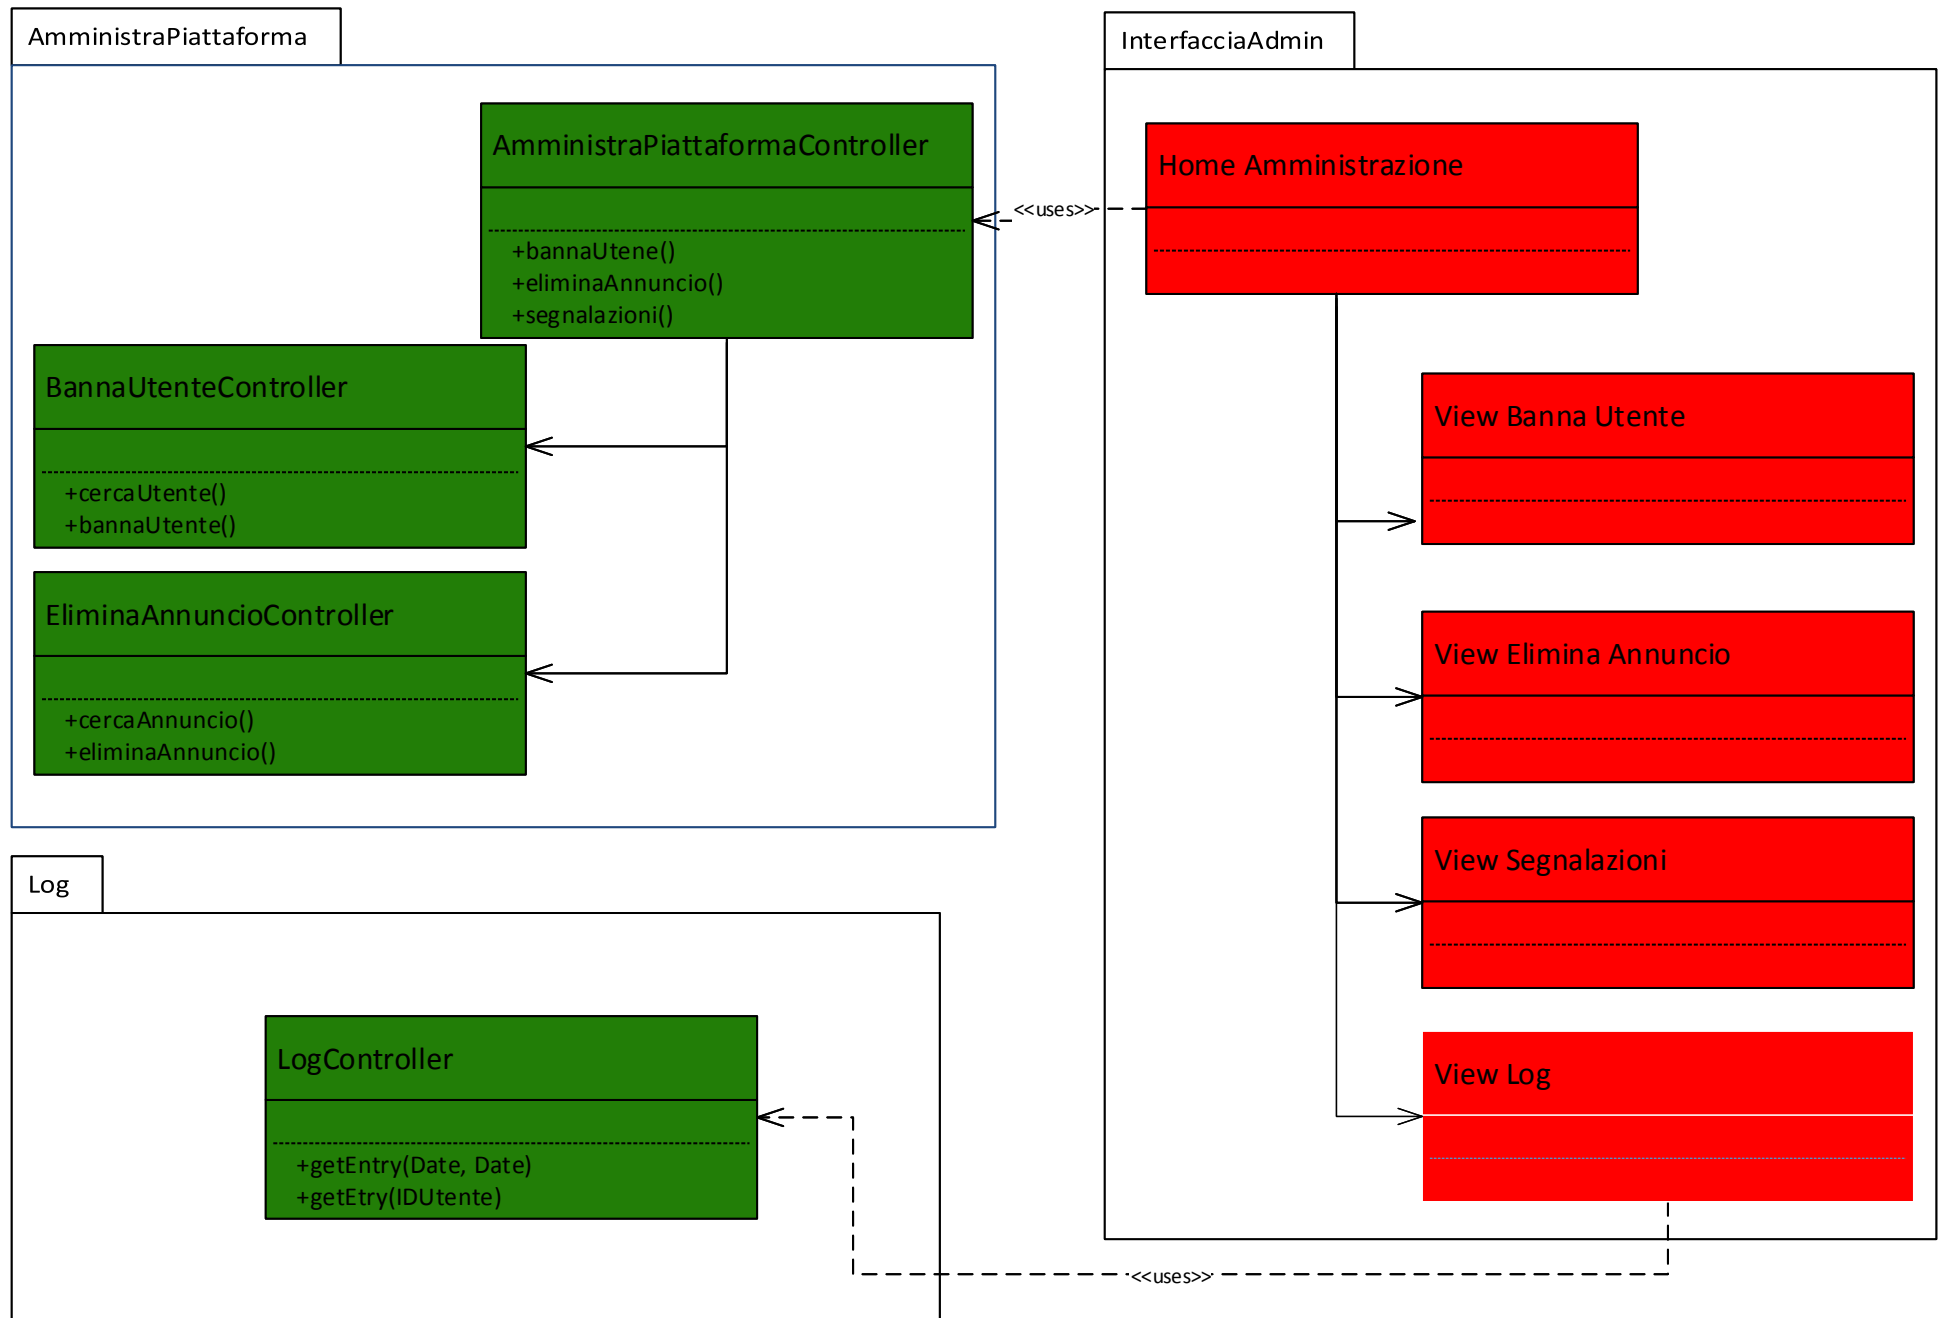 AmministraPiattaforma
AmministraPiattaformaController
+bannaUtene()
+eliminaAnnuncio()
+segnalazioni()
BannaUtenteController
+cercaUtente()
+bannaUtente()
EliminaAnnuncioController
+cercaAnnuncio()
+eliminaAnnuncio()
<<uses>>
InterfacciaAdmin
Home Amministrazione
View Banna Utente
View Elimina Annuncio
View Segnalazioni
View Log
Log
LogController
+getEntry(Date, Date)
+getEtry(IDUtente)
<<uses>>